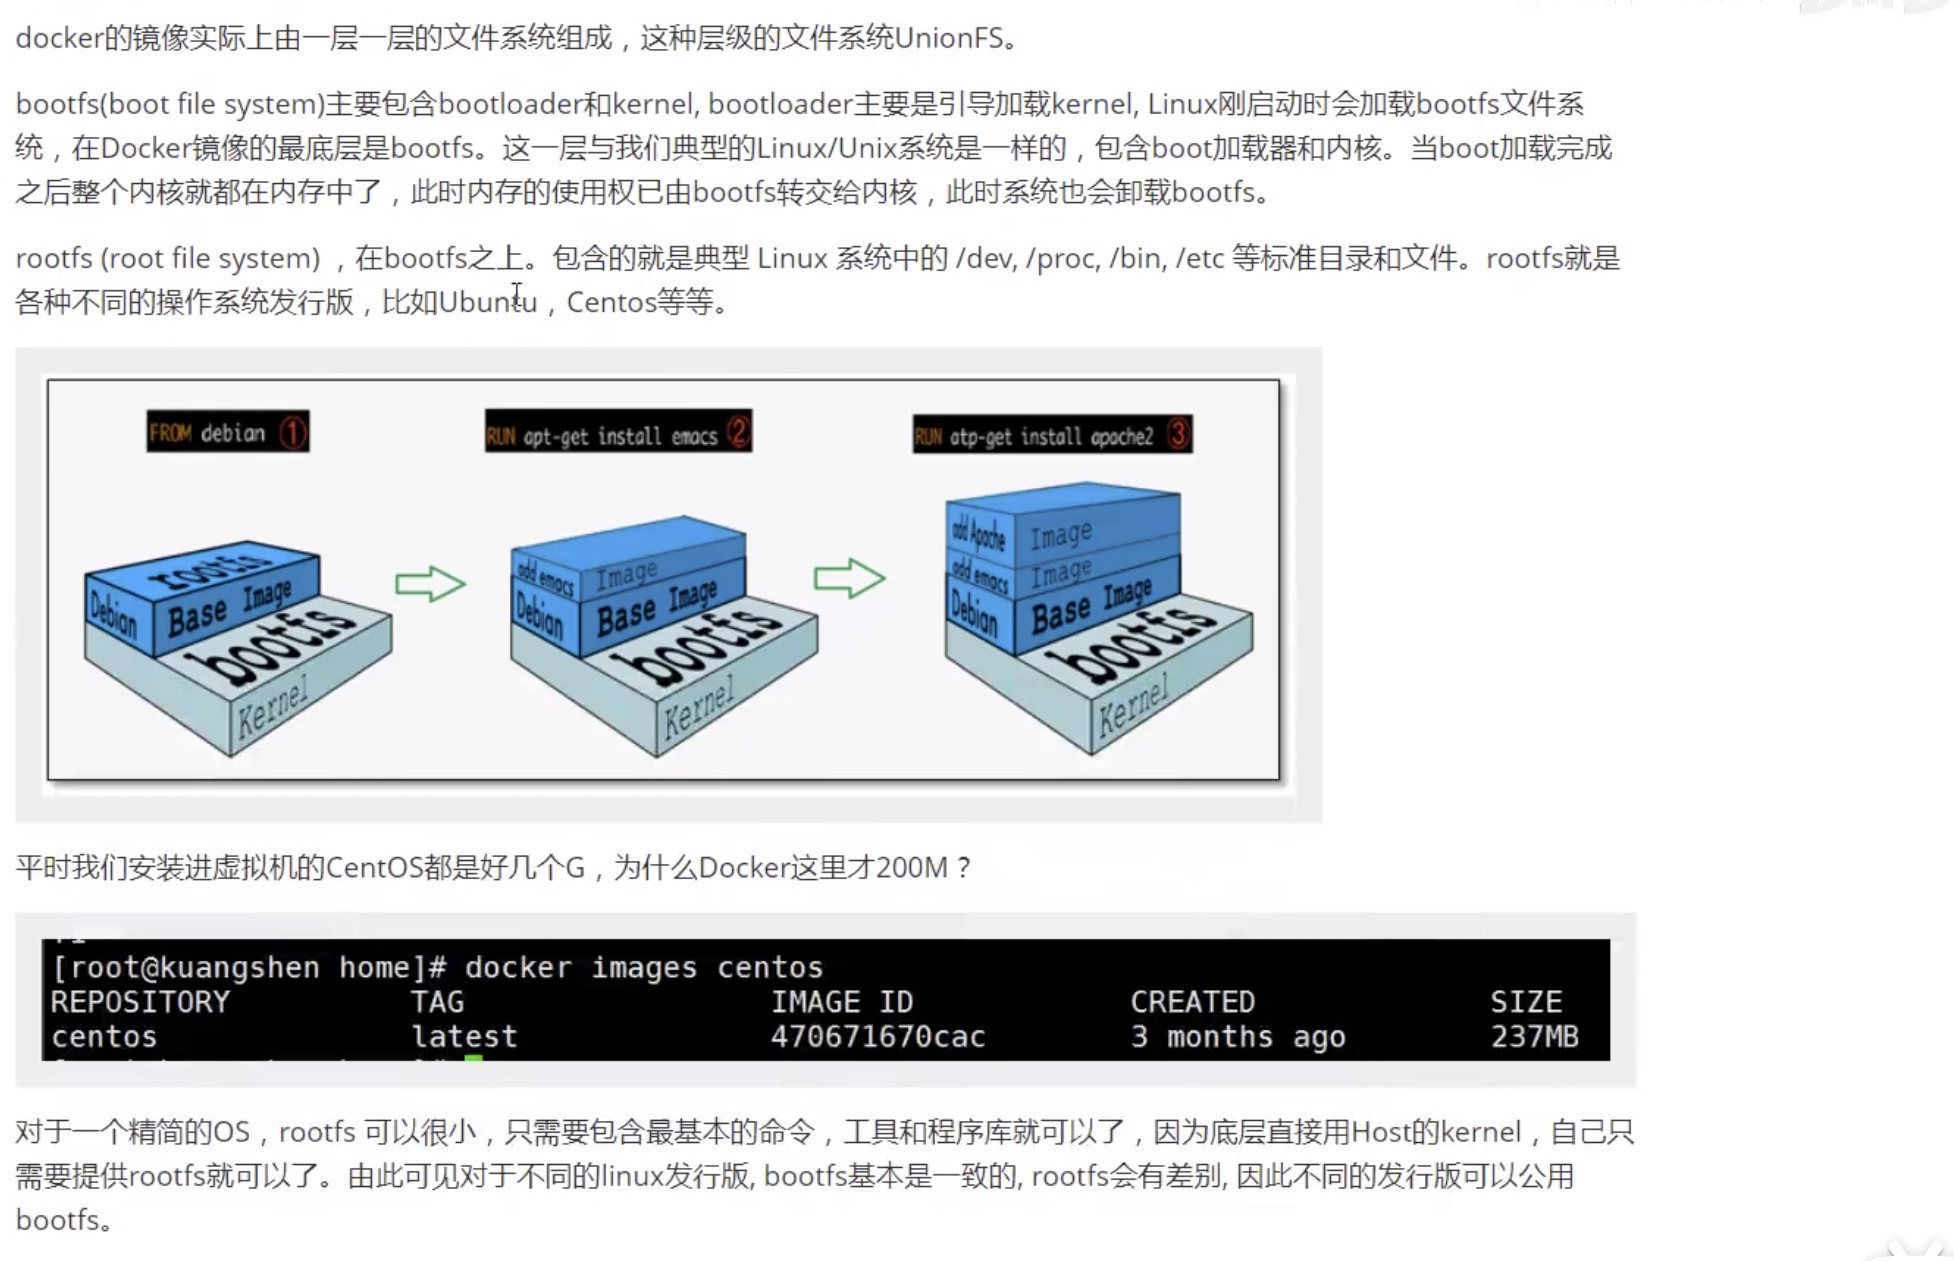 docker的镜像实际上由一层一层的文件系统组成，这种层级的文件系统UnionFS。
bootfs(boot file system)主要包含bootloader和kernel, bootloader主要是引导加载kernel, Linux刚启动时会加载bootfs文件系
统，在Docker镜像的最底层是bootfs。这一层与我们典型的Linux/Unix系统是一样的，包含boot加载器和内核。当boot加载完成
之后整个内核就都在内存中了，此时内存的使用权已由bootfs转交给内核，此时系统也会卸载bootfs。
rootfs (root file system) ，在bootfs之上。包含的就是典型 Linux 系统中的 /dev, /proc, /bin, /etc 等标准目录和文件。rootfs就是
各种不同的操作系统发行版，比如Ubuntu，Centos等等。
FROM debian ①
RUN apt-get install emacs ②
RUN atp-get install apache2 ③
rootfs
Debian Base Image
bootfs
Kernel
add emacs Image
Debian Base Image
bootfs
Kernel
add Apache Image
add emacs Image
Debian Base Image
bootfs
Kernel
平时我们安装进虚拟机的CentOS都是好几个G，为什么Docker这里才200M？
[root@kuangshen home]# docker images centos
REPOSITORY TAG IMAGE ID CREATED SIZE
centos latest 470671670cac 3 months ago 237MB
对于一个精简的OS，rootfs 可以很小，只需要包含最基本的命令，工具和程序库就可以了，因为底层直接用Host的kernel，自己只
需要提供rootfs就可以了。由此可见对于不同的linux发行版, bootfs基本是一致的, rootfs会有差别, 因此不同的发行版可以公用
bootfs。